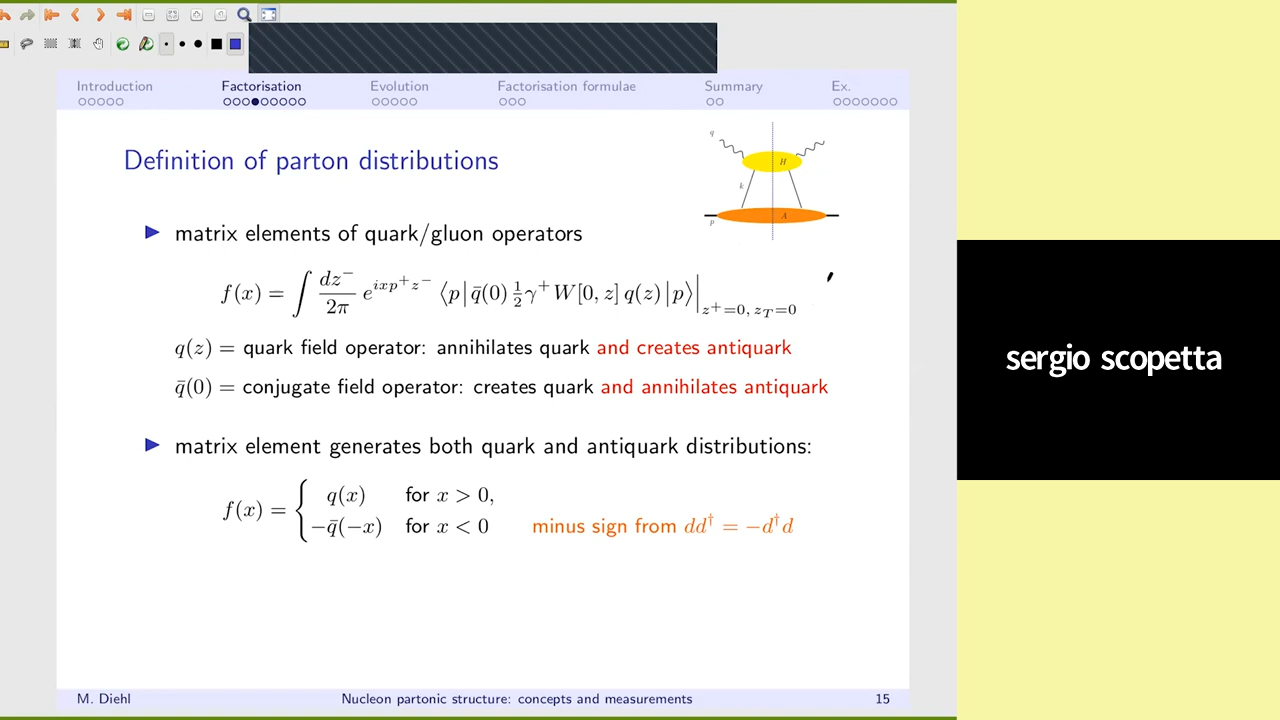 Introduction Factorisation Evolution Factorisation formulae Summary Ex.
Definition of parton distributions
q
H
k
p
A
matrix elements of quark/gluon operators
f(x) = ∫ dz⁻/2π e^{ixp⁺z⁻} ⟨p|q̄(0) ½γ⁺ W[0, z] q(z)|p⟩|_{z⁺=0, z_T=0}
q(z) = quark field operator: annihilates quark and creates antiquark
q̄(0) = conjugate field operator: creates quark and annihilates antiquark
matrix element generates both quark and antiquark distributions:
f(x) = { q(x) for x > 0,
−q̄(−x) for x < 0 minus sign from dd† = −d†d
M. Diehl Nucleon partonic structure: concepts and measurements 15
sergio scopetta